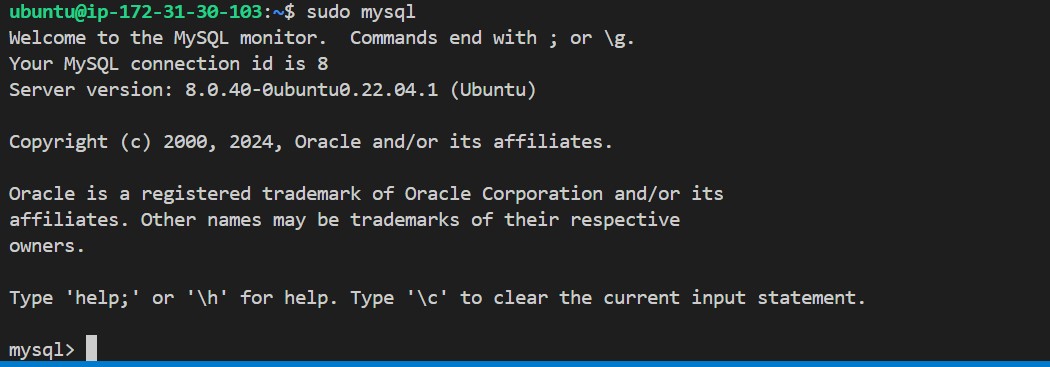 ubuntu@ip-172-31-30-103:~$ sudo mysql
Welcome to the MySQL monitor.  Commands end with ; or \g.
Your MySQL connection id is 8
Server version: 8.0.40-0ubuntu0.22.04.1 (Ubuntu)
Copyright (c) 2000, 2024, Oracle and/or its affiliates.
Oracle is a registered trademark of Oracle Corporation and/or its
affiliates. Other names may be trademarks of their respective
owners.
Type 'help;' or '\h' for help. Type '\c' to clear the current input statement.
mysql>